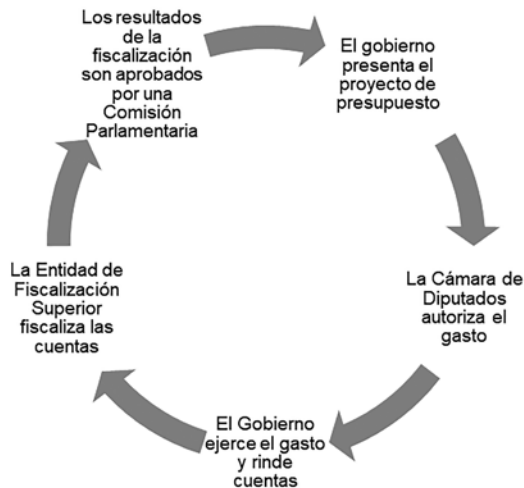 Los resultados
de la
fiscalización
son aprobados
por una
Comisión
Parlamentaria
El gobierno
presenta el
proyecto de
presupuesto
La Cámara de
Diputados
autoriza el
gasto
El Gobierno
ejerce el gasto
y rinde
cuentas
La Entidad de
Fiscalización
Superior
fiscaliza las
cuentas